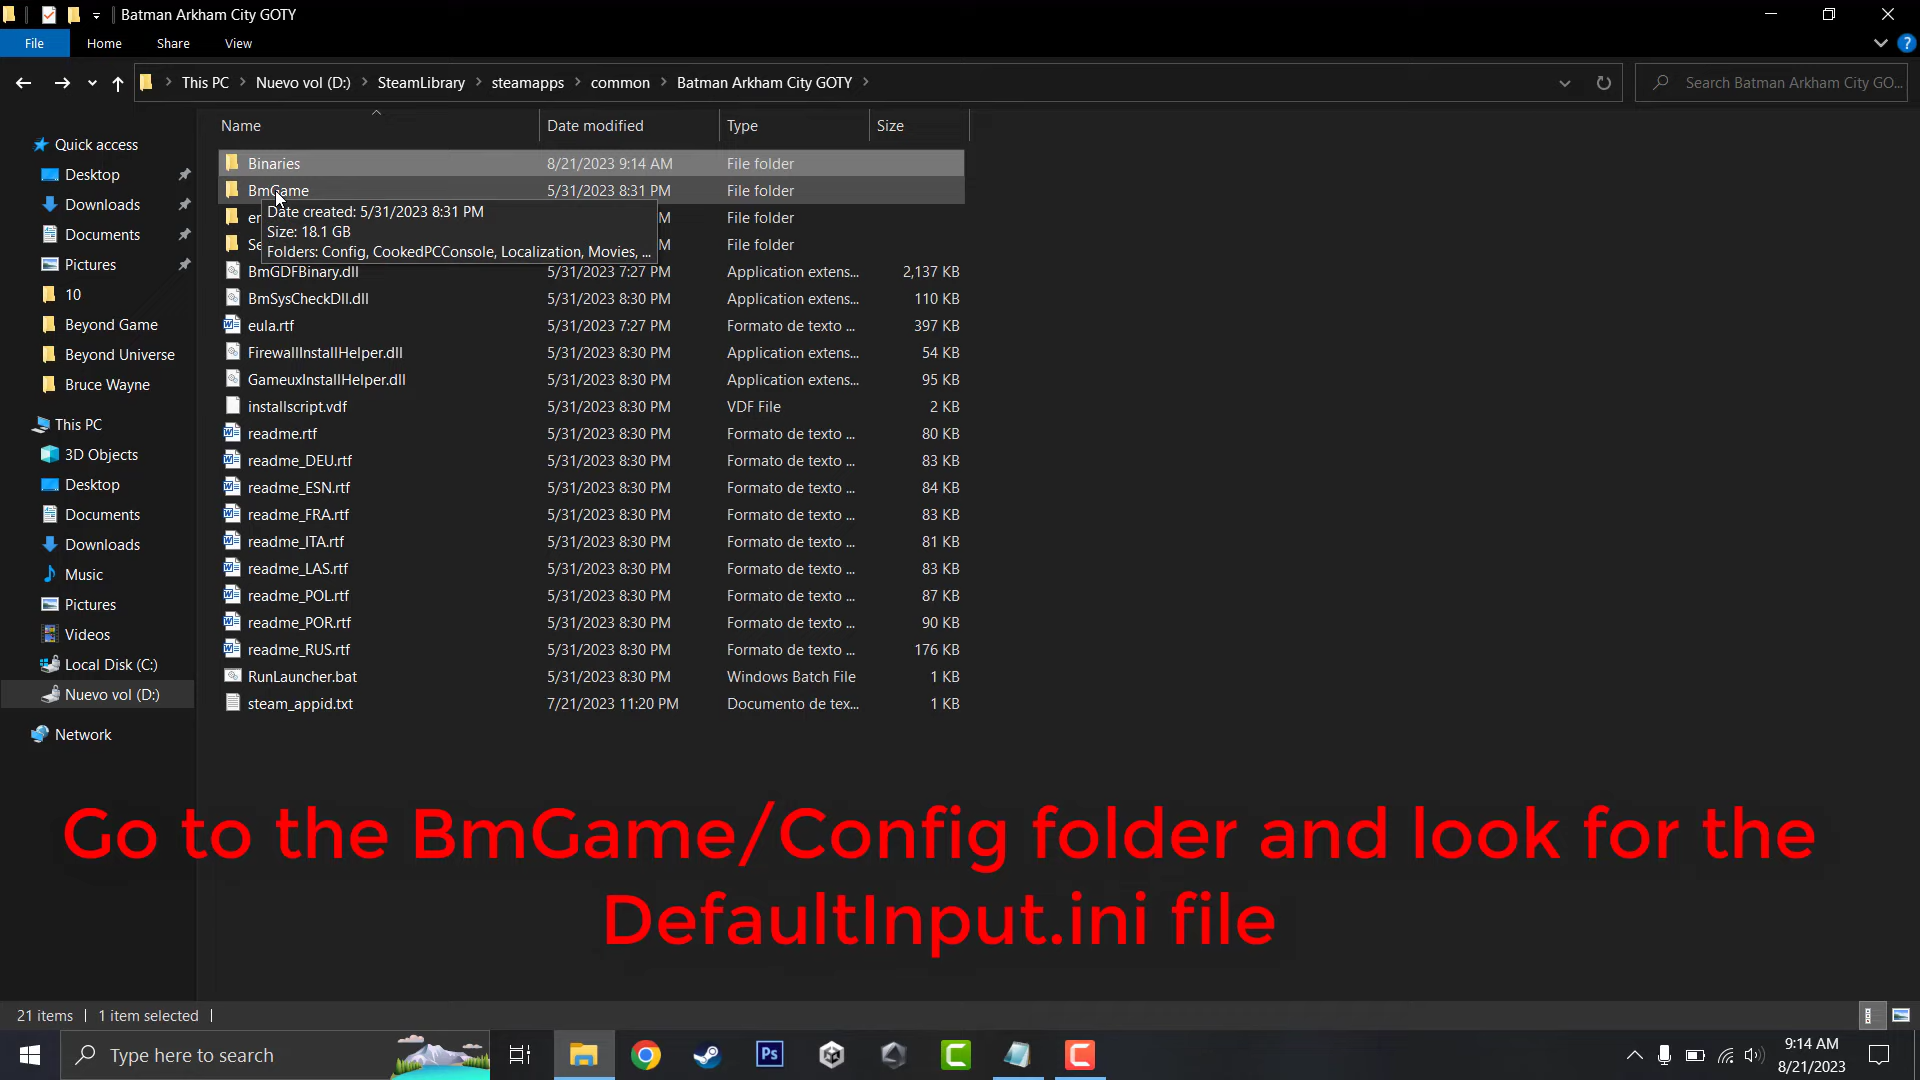 Batman Arkham City GOTY
File Home Share View
This PC Nuevo vol (D:) SteamLibrary steamapps common Batman Arkham City GOTY
Search Batman Arkham City GO...
Name Date modified Type Size
Quick access
Desktop
Downloads
Documents
Pictures
10
Beyond Game
Beyond Universe
Bruce Wayne
This PC
3D Objects
Desktop
Documents
Downloads
Music
Pictures
Videos
Local Disk (C:)
Nuevo vol (D:)
Network
Binaries 8/21/2023 9:14 AM File folder
BmGame 5/31/2023 8:31 PM File folder
Date created: 5/31/2023 8:31 PM
Size: 18.1 GB
Folders: Config, CookedPCConsole, Localization, Movies, ...
File folder
File folder
BmGDFBinary.dll 5/31/2023 7:27 PM Application extens... 2,137 KB
BmSysCheckDll.dll 5/31/2023 8:30 PM Application extens... 110 KB
eula.rtf 5/31/2023 7:27 PM Formato de texto ... 397 KB
FirewallInstallHelper.dll 5/31/2023 8:30 PM Application extens... 54 KB
GameuxInstallHelper.dll 5/31/2023 8:30 PM Application extens... 95 KB
installscript.vdf 5/31/2023 8:30 PM VDF File 2 KB
readme.rtf 5/31/2023 8:30 PM Formato de texto ... 80 KB
readme_DEU.rtf 5/31/2023 8:30 PM Formato de texto ... 83 KB
readme_ESN.rtf 5/31/2023 8:30 PM Formato de texto ... 84 KB
readme_FRA.rtf 5/31/2023 8:30 PM Formato de texto ... 83 KB
readme_ITA.rtf 5/31/2023 8:30 PM Formato de texto ... 81 KB
readme_LAS.rtf 5/31/2023 8:30 PM Formato de texto ... 83 KB
readme_POL.rtf 5/31/2023 8:30 PM Formato de texto ... 87 KB
readme_POR.rtf 5/31/2023 8:30 PM Formato de texto ... 90 KB
readme_RUS.rtf 5/31/2023 8:30 PM Formato de texto ... 176 KB
RunLauncher.bat 5/31/2023 8:30 PM Windows Batch File 1 KB
steam_appid.txt 7/21/2023 11:20 PM Documento de tex... 1 KB
Go to the BmGame/Config folder and look for the
DefaultInput.ini file
21 items 1 item selected
Type here to search
Ps
9:14 AM
8/21/2023